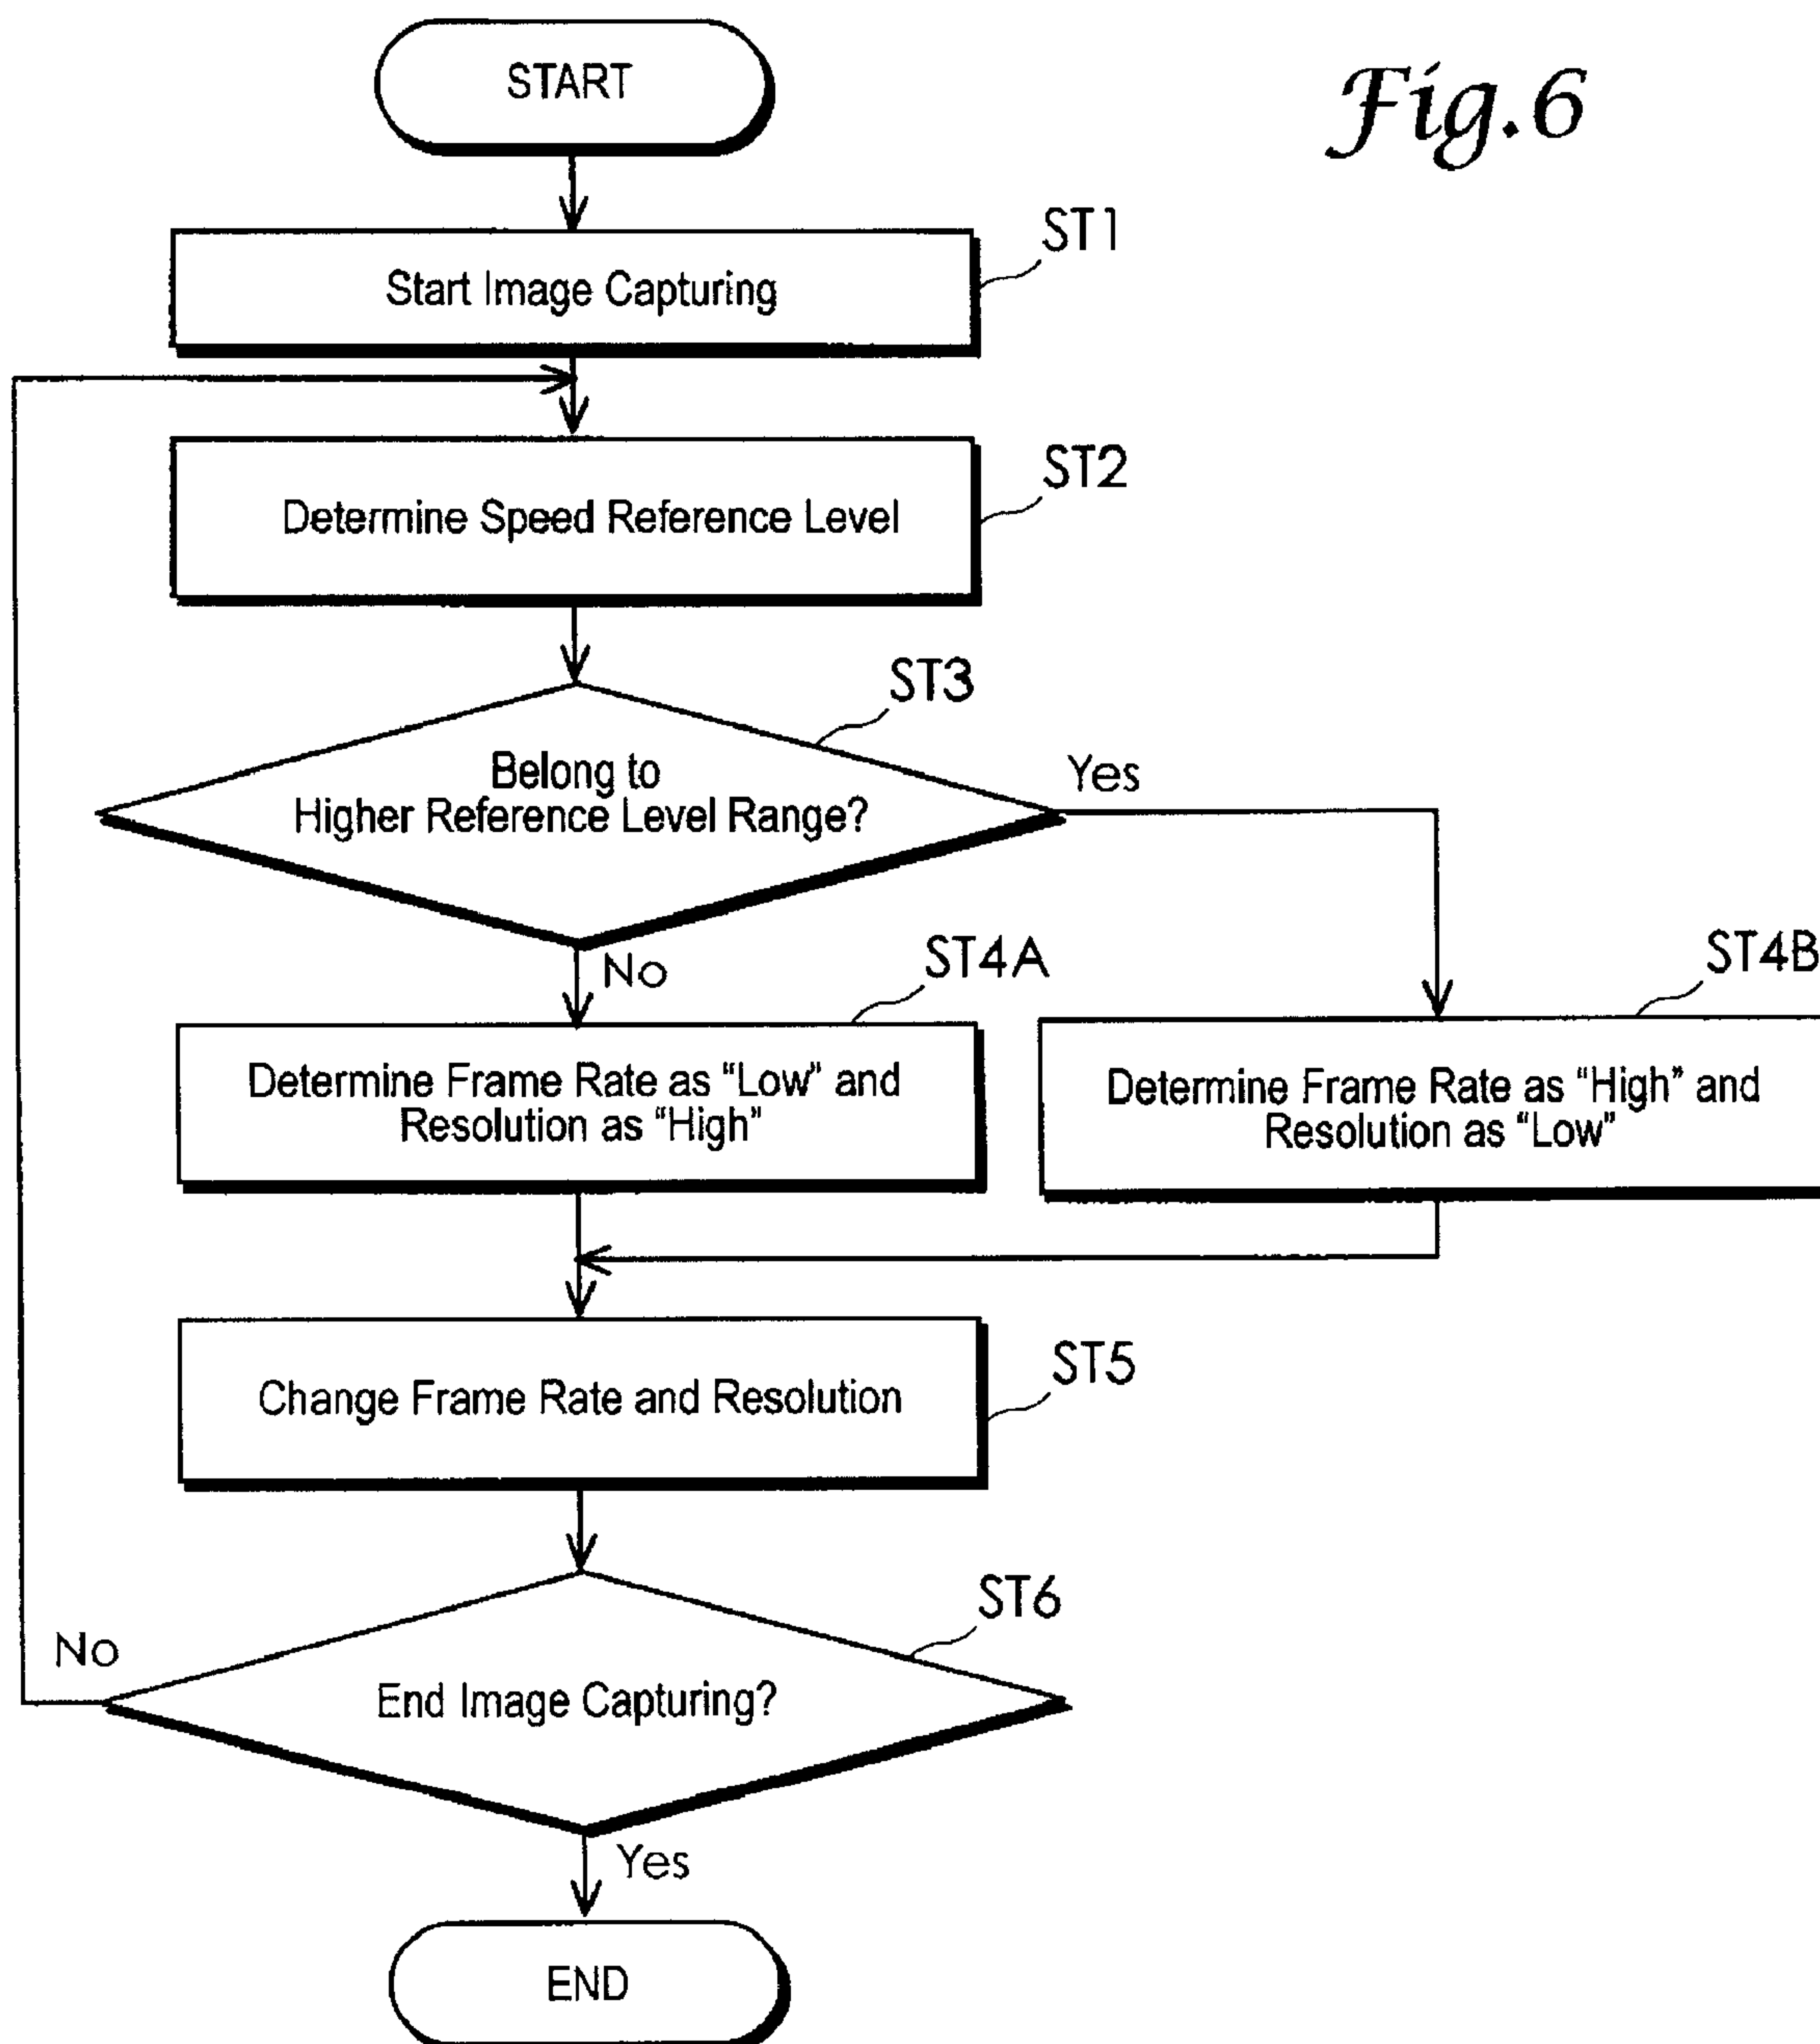 Fig.6
START
ST1
Start Image Capturing
ST2
Determine Speed Reference Level
ST3
Belong to
Higher Reference Level Range?
Yes
No
ST4A
Determine Frame Rate as “Low” and
Resolution as “High”
ST4B
Determine Frame Rate as “High” and
Resolution as “Low”
ST5
Change Frame Rate and Resolution
ST6
No
End Image Capturing?
Yes
END